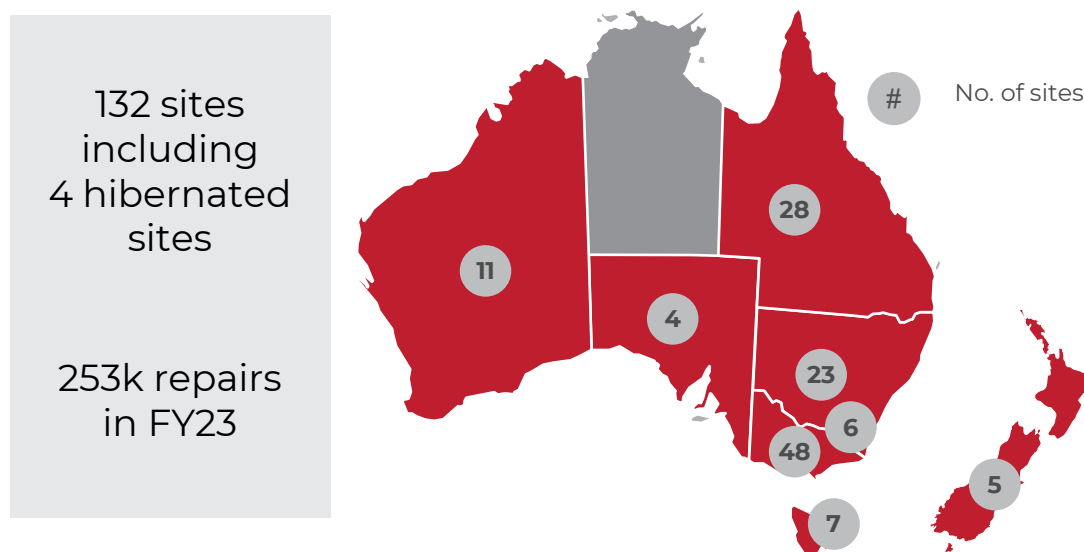 132 sites
including
4 hibernated
sites
253k repairs
in FY23
#
No. of sites
28
11
4
23
6
48
5
7